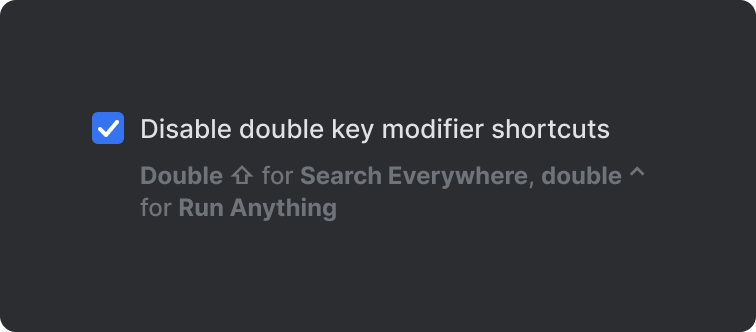 Disable double key modifier shortcuts
Double ⇧ for Search Everywhere, double ⌃
for Run Anything